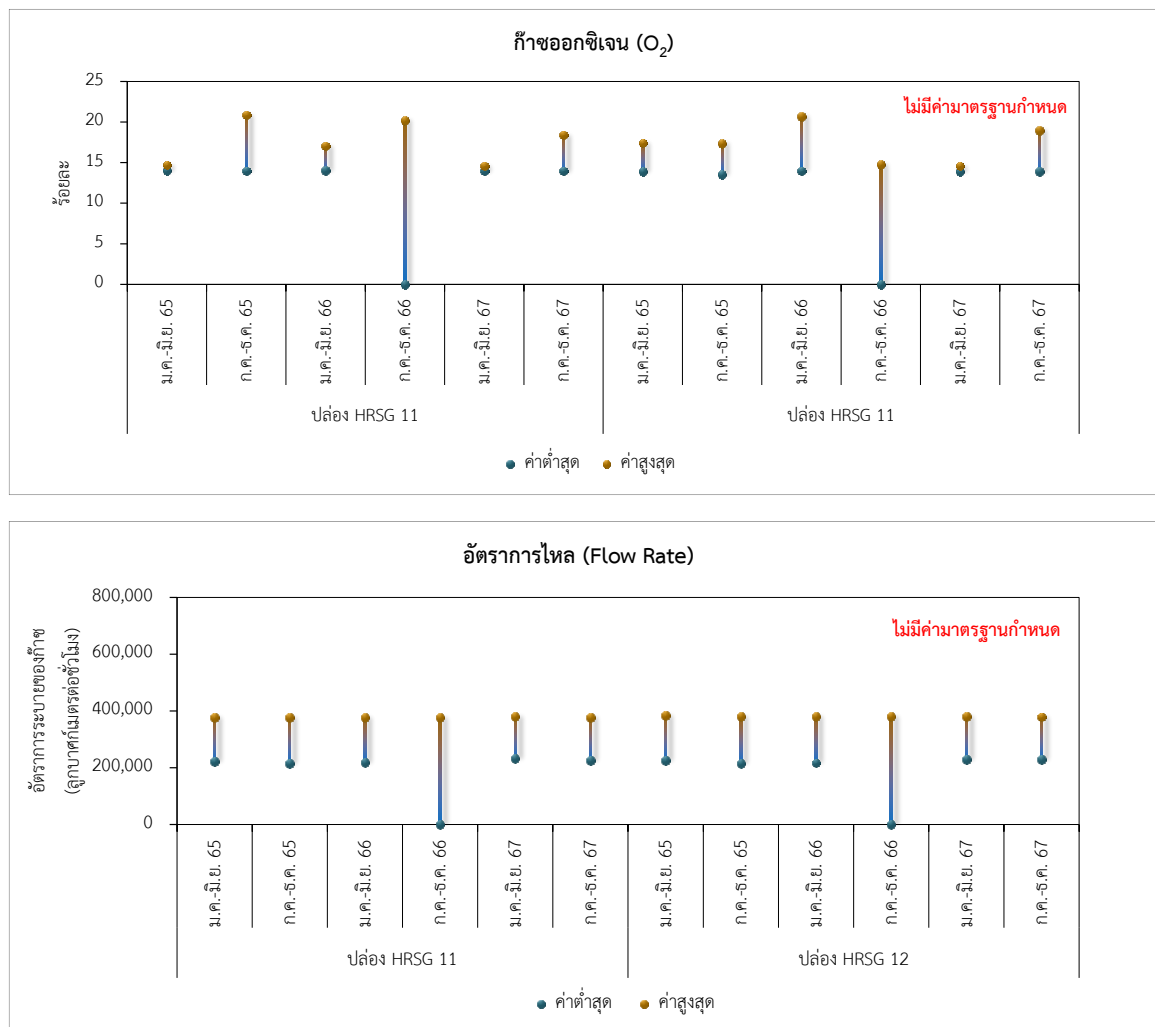 ก๊าซออกซิเจน (O2)
ไม่มีค่ามาตรฐานกำหนด
ร้อยละ
25
20
15
10
5
0
ม.ค.-มิ.ย. 65
ก.ค.-ธ.ค. 65
ม.ค.-มิ.ย. 66
ก.ค.-ธ.ค. 66
ม.ค.-มิ.ย. 67
ก.ค.-ธ.ค. 67
ม.ค.-มิ.ย. 65
ก.ค.-ธ.ค. 65
ม.ค.-มิ.ย. 66
ก.ค.-ธ.ค. 66
ม.ค.-มิ.ย. 67
ก.ค.-ธ.ค. 67
ปล่อง HRSG 11
ปล่อง HRSG 11
ค่าต่ำสุด
ค่าสูงสุด
อัตราการไหล (Flow Rate)
ไม่มีค่ามาตรฐานกำหนด
อัตราการระบายของก๊าซ
(ลูกบาศก์เมตรต่อชั่วโมง)
800,000
600,000
400,000
200,000
0
ม.ค.-มิ.ย. 65
ก.ค.-ธ.ค. 65
ม.ค.-มิ.ย. 66
ก.ค.-ธ.ค. 66
ม.ค.-มิ.ย. 67
ก.ค.-ธ.ค. 67
ม.ค.-มิ.ย. 65
ก.ค.-ธ.ค. 65
ม.ค.-มิ.ย. 66
ก.ค.-ธ.ค. 66
ม.ค.-มิ.ย. 67
ก.ค.-ธ.ค. 67
ปล่อง HRSG 11
ปล่อง HRSG 12
ค่าต่ำสุด
ค่าสูงสุด